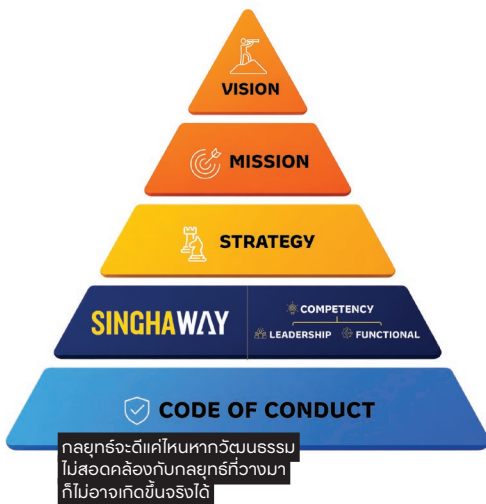 VISION
MISSION
STRATEGY
SINGHAWAY
COMPETENCY
LEADERSHIP FUNCTIONAL
CODE OF CONDUCT
กลยุทธ์จะดีแค่ไหนหากวัฒนธรรม
ไม่สอดคล้องกับกลยุทธ์ที่วางมา
ก็ไม่อาจเกิดขึ้นจริงได้